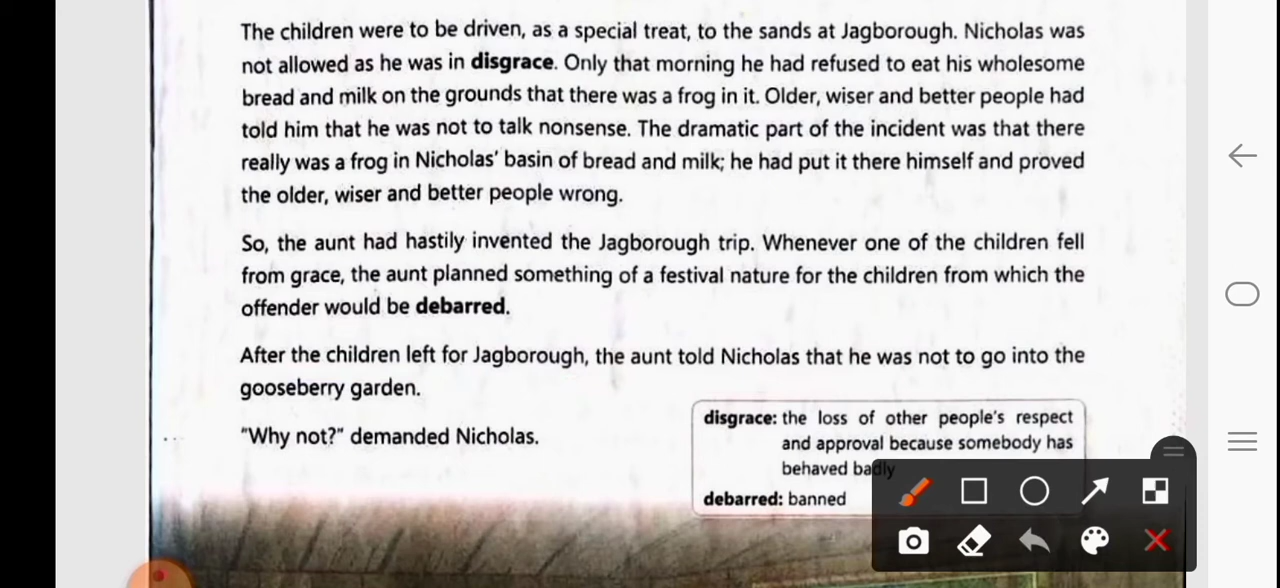 The children were to be driven, as a special treat, to the sands at Jagborough. Nicholas was
not allowed as he was in disgrace. Only that morning he had refused to eat his wholesome
bread and milk on the grounds that there was a frog in it. Older, wiser and better people had
told him that he was not to talk nonsense. The dramatic part of the incident was that there
really was a frog in Nicholas' basin of bread and milk; he had put it there himself and proved
the older, wiser and better people wrong.
So, the aunt had hastily invented the Jagborough trip. Whenever one of the children fell
from grace, the aunt planned something of a festival nature for the children from which the
offender would be debarred.
After the children left for Jagborough, the aunt told Nicholas that he was not to go into the
gooseberry garden.
"Why not?" demanded Nicholas.
disgrace: the loss of other people's respect
and approval because somebody has
behaved badly
debarred: banned